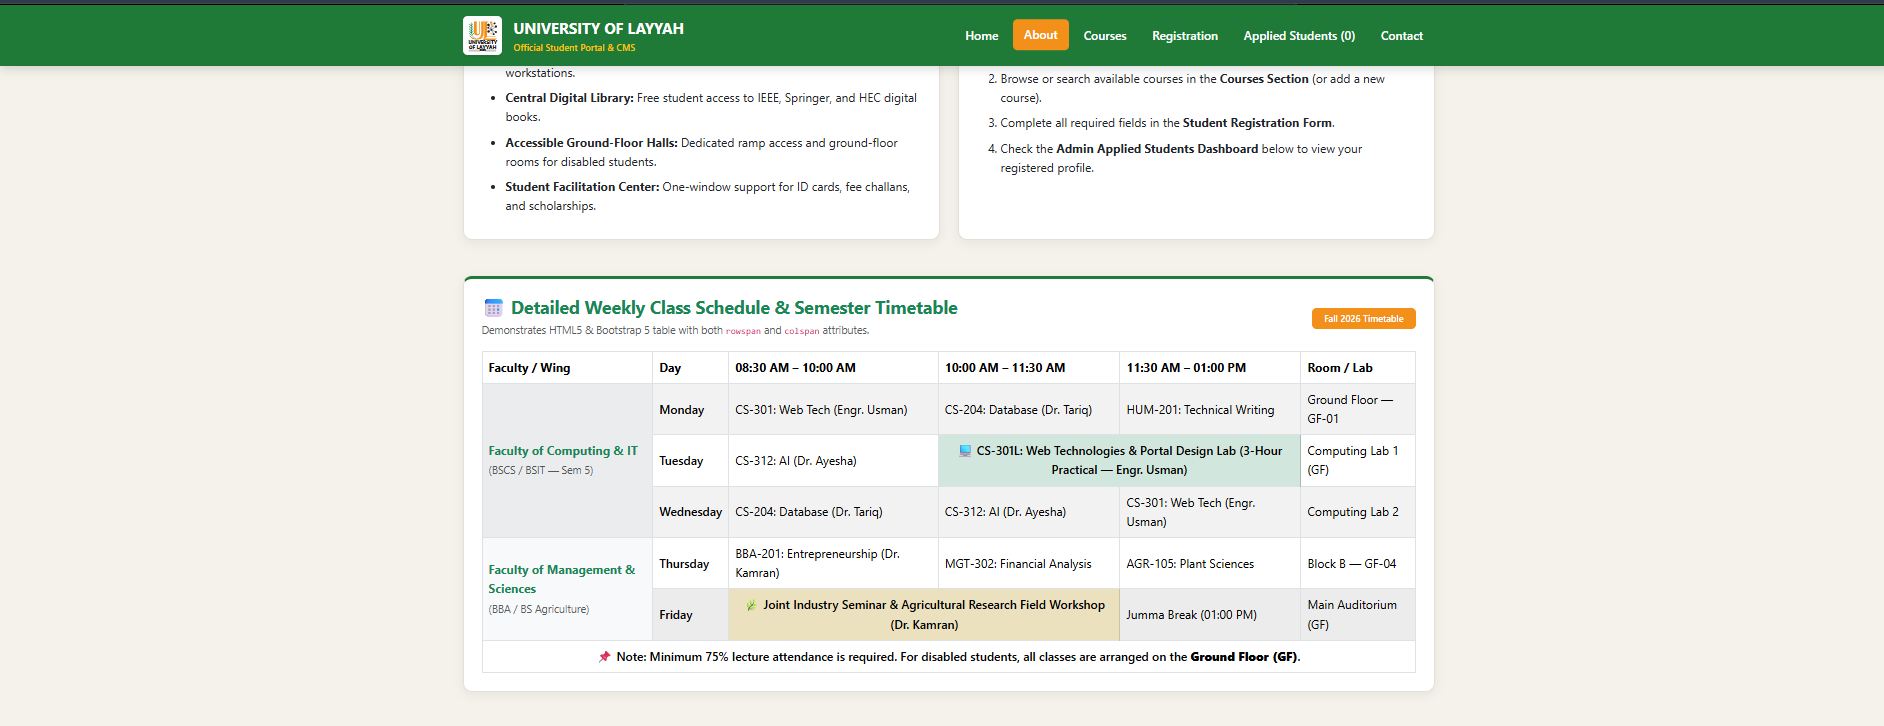 UNIVERSITY OF LAYYAH
Official Student Portal & CMS
UNIVERSITY
OF LAYYAH
Home
About
Courses
Registration
Applied Students (0)
Contact
workstations.
• Central Digital Library: Free student access to IEEE, Springer, and HEC digital
books.
• Accessible Ground-Floor Halls: Dedicated ramp access and ground-floor
rooms for disabled students.
• Student Facilitation Center: One-window support for ID cards, fee challans,
and scholarships.
2. Browse or search available courses in the Courses Section (or add a new
course).
3. Complete all required fields in the Student Registration Form.
4. Check the Admin Applied Students Dashboard below to view your
registered profile.
Detailed Weekly Class Schedule & Semester Timetable
Demonstrates HTML5 & Bootstrap 5 table with both rowspan and colspan attributes.
Fall 2026 Timetable
Faculty / Wing
Day
08:30 AM – 10:00 AM
10:00 AM – 11:30 AM
11:30 AM – 01:00 PM
Room / Lab
Faculty of Computing & IT
(BSCS / BSIT — Sem 5)
Monday
CS-301: Web Tech (Engr. Usman)
CS-204: Database (Dr. Tariq)
HUM-201: Technical Writing
Ground Floor —
GF-01
Tuesday
CS-312: AI (Dr. Ayesha)
CS-301L: Web Technologies & Portal Design Lab (3-Hour
Practical — Engr. Usman)
Computing Lab 1
(GF)
Wednesday
CS-204: Database (Dr. Tariq)
CS-312: AI (Dr. Ayesha)
CS-301: Web Tech (Engr.
Usman)
Computing Lab 2
Faculty of Management &
Sciences
(BBA / BS Agriculture)
Thursday
BBA-201: Entrepreneurship (Dr.
Kamran)
MGT-302: Financial Analysis
AGR-105: Plant Sciences
Block B — GF-04
Friday
Joint Industry Seminar & Agricultural Research Field Workshop
(Dr. Kamran)
Jumma Break (01:00 PM)
Main Auditorium
(GF)
Note: Minimum 75% lecture attendance is required. For disabled students, all classes are arranged on the Ground Floor (GF).